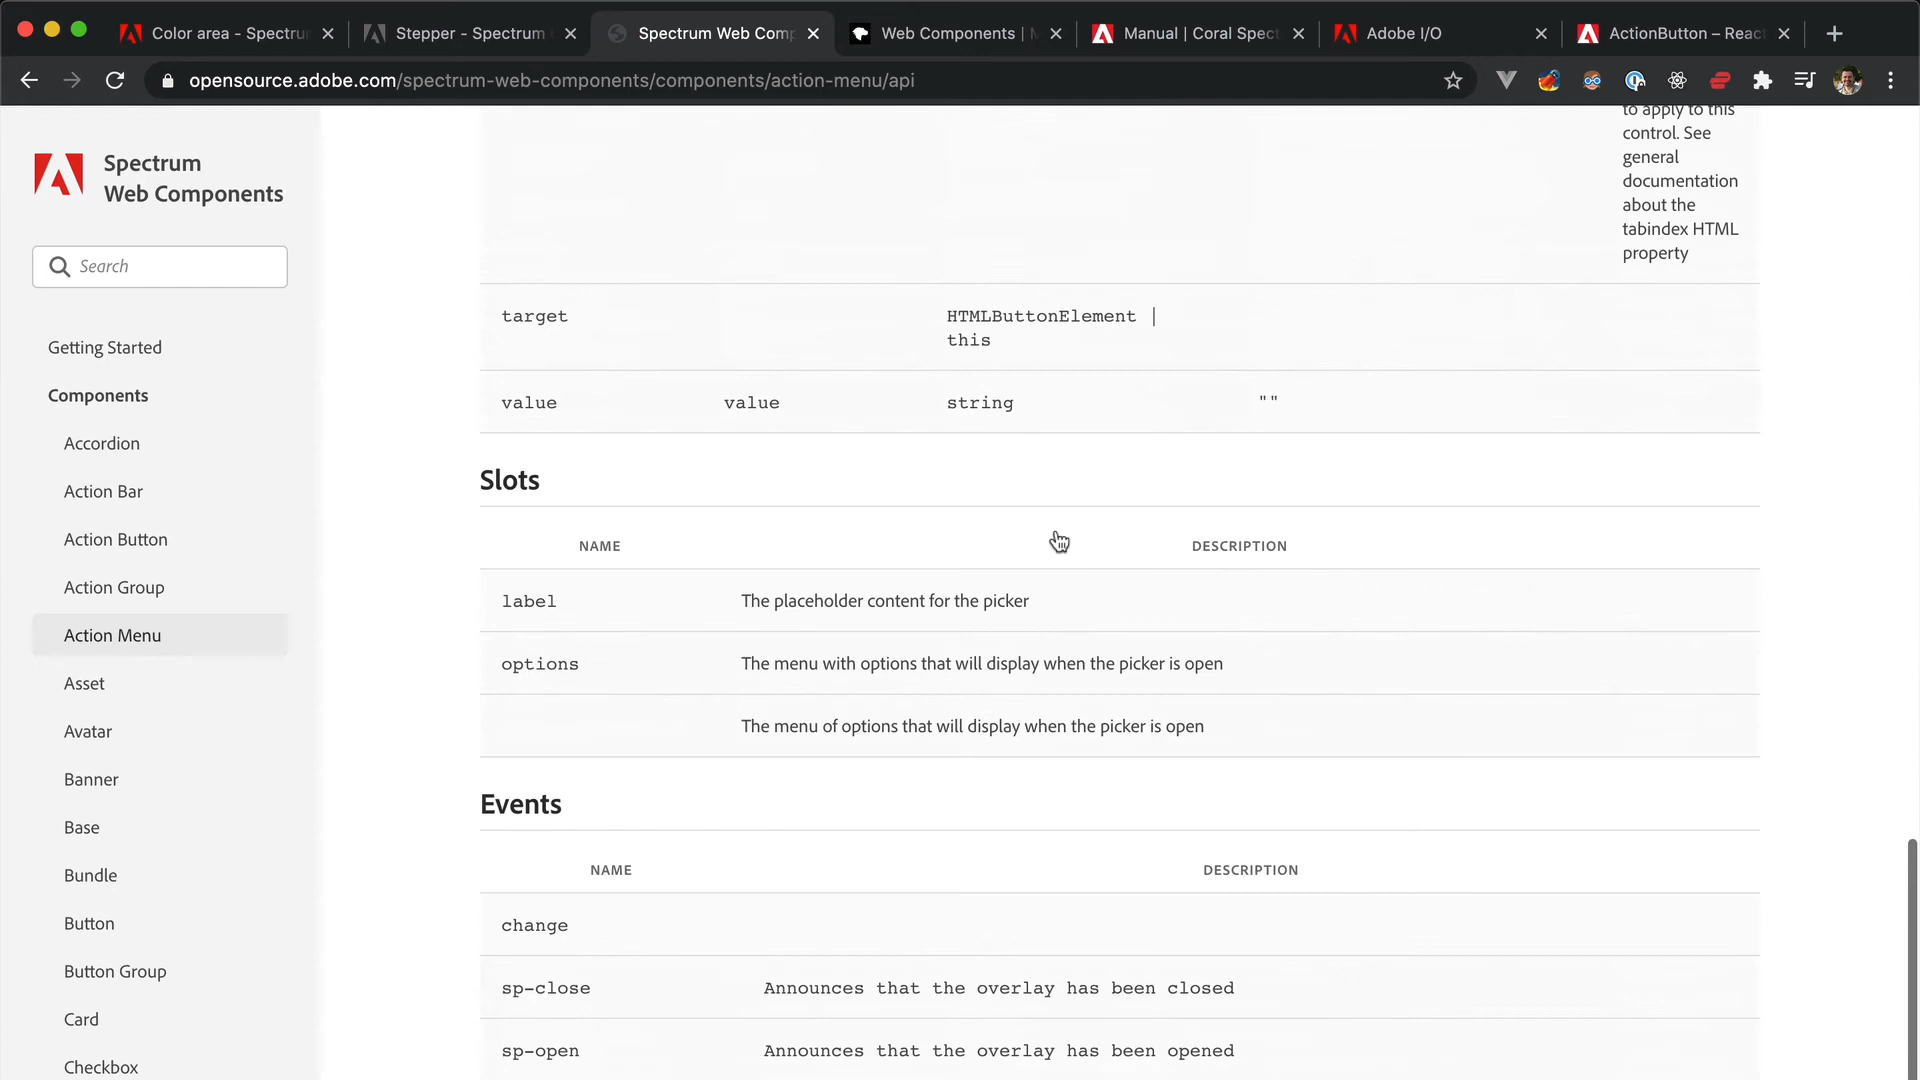 Color area - Spectru
Stepper - Spectrum
Spectrum Web Comp
Web Components |
Manual | Coral Spect
Adobe I/O
ActionButton – Reac
opensource.adobe.com/spectrum-web-components/components/action-menu/api
Spectrum
Web Components
Search
Getting Started
Components
Accordion
Action Bar
Action Button
Action Group
Action Menu
Asset
Avatar
Banner
Base
Bundle
Button
Button Group
Card
Checkbox
to apply to this
control. See
general
documentation
about the
tabindex HTML
property
target HTMLButtonElement |
this
value value string ""
Slots
NAME DESCRIPTION
label The placeholder content for the picker
options The menu with options that will display when the picker is open
The menu of options that will display when the picker is open
Events
NAME DESCRIPTION
change
sp-close Announces that the overlay has been closed
sp-open Announces that the overlay has been opened